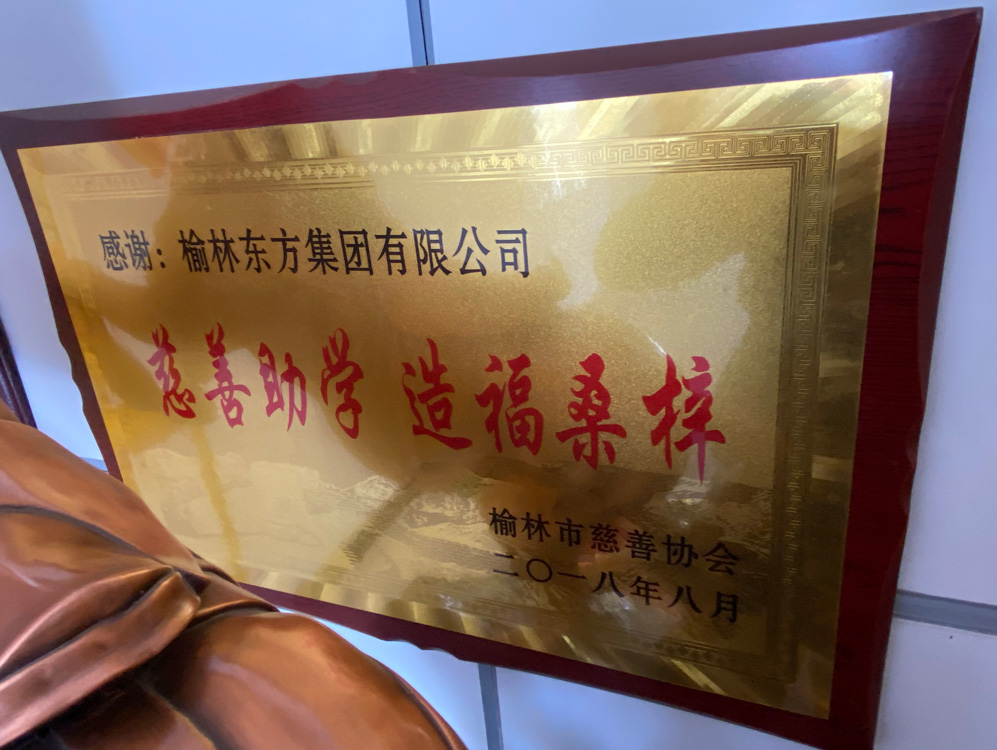 感谢：榆林东方集团有限公司
慈善助学 造福桑梓
榆林市慈善协会
二〇一八年八月